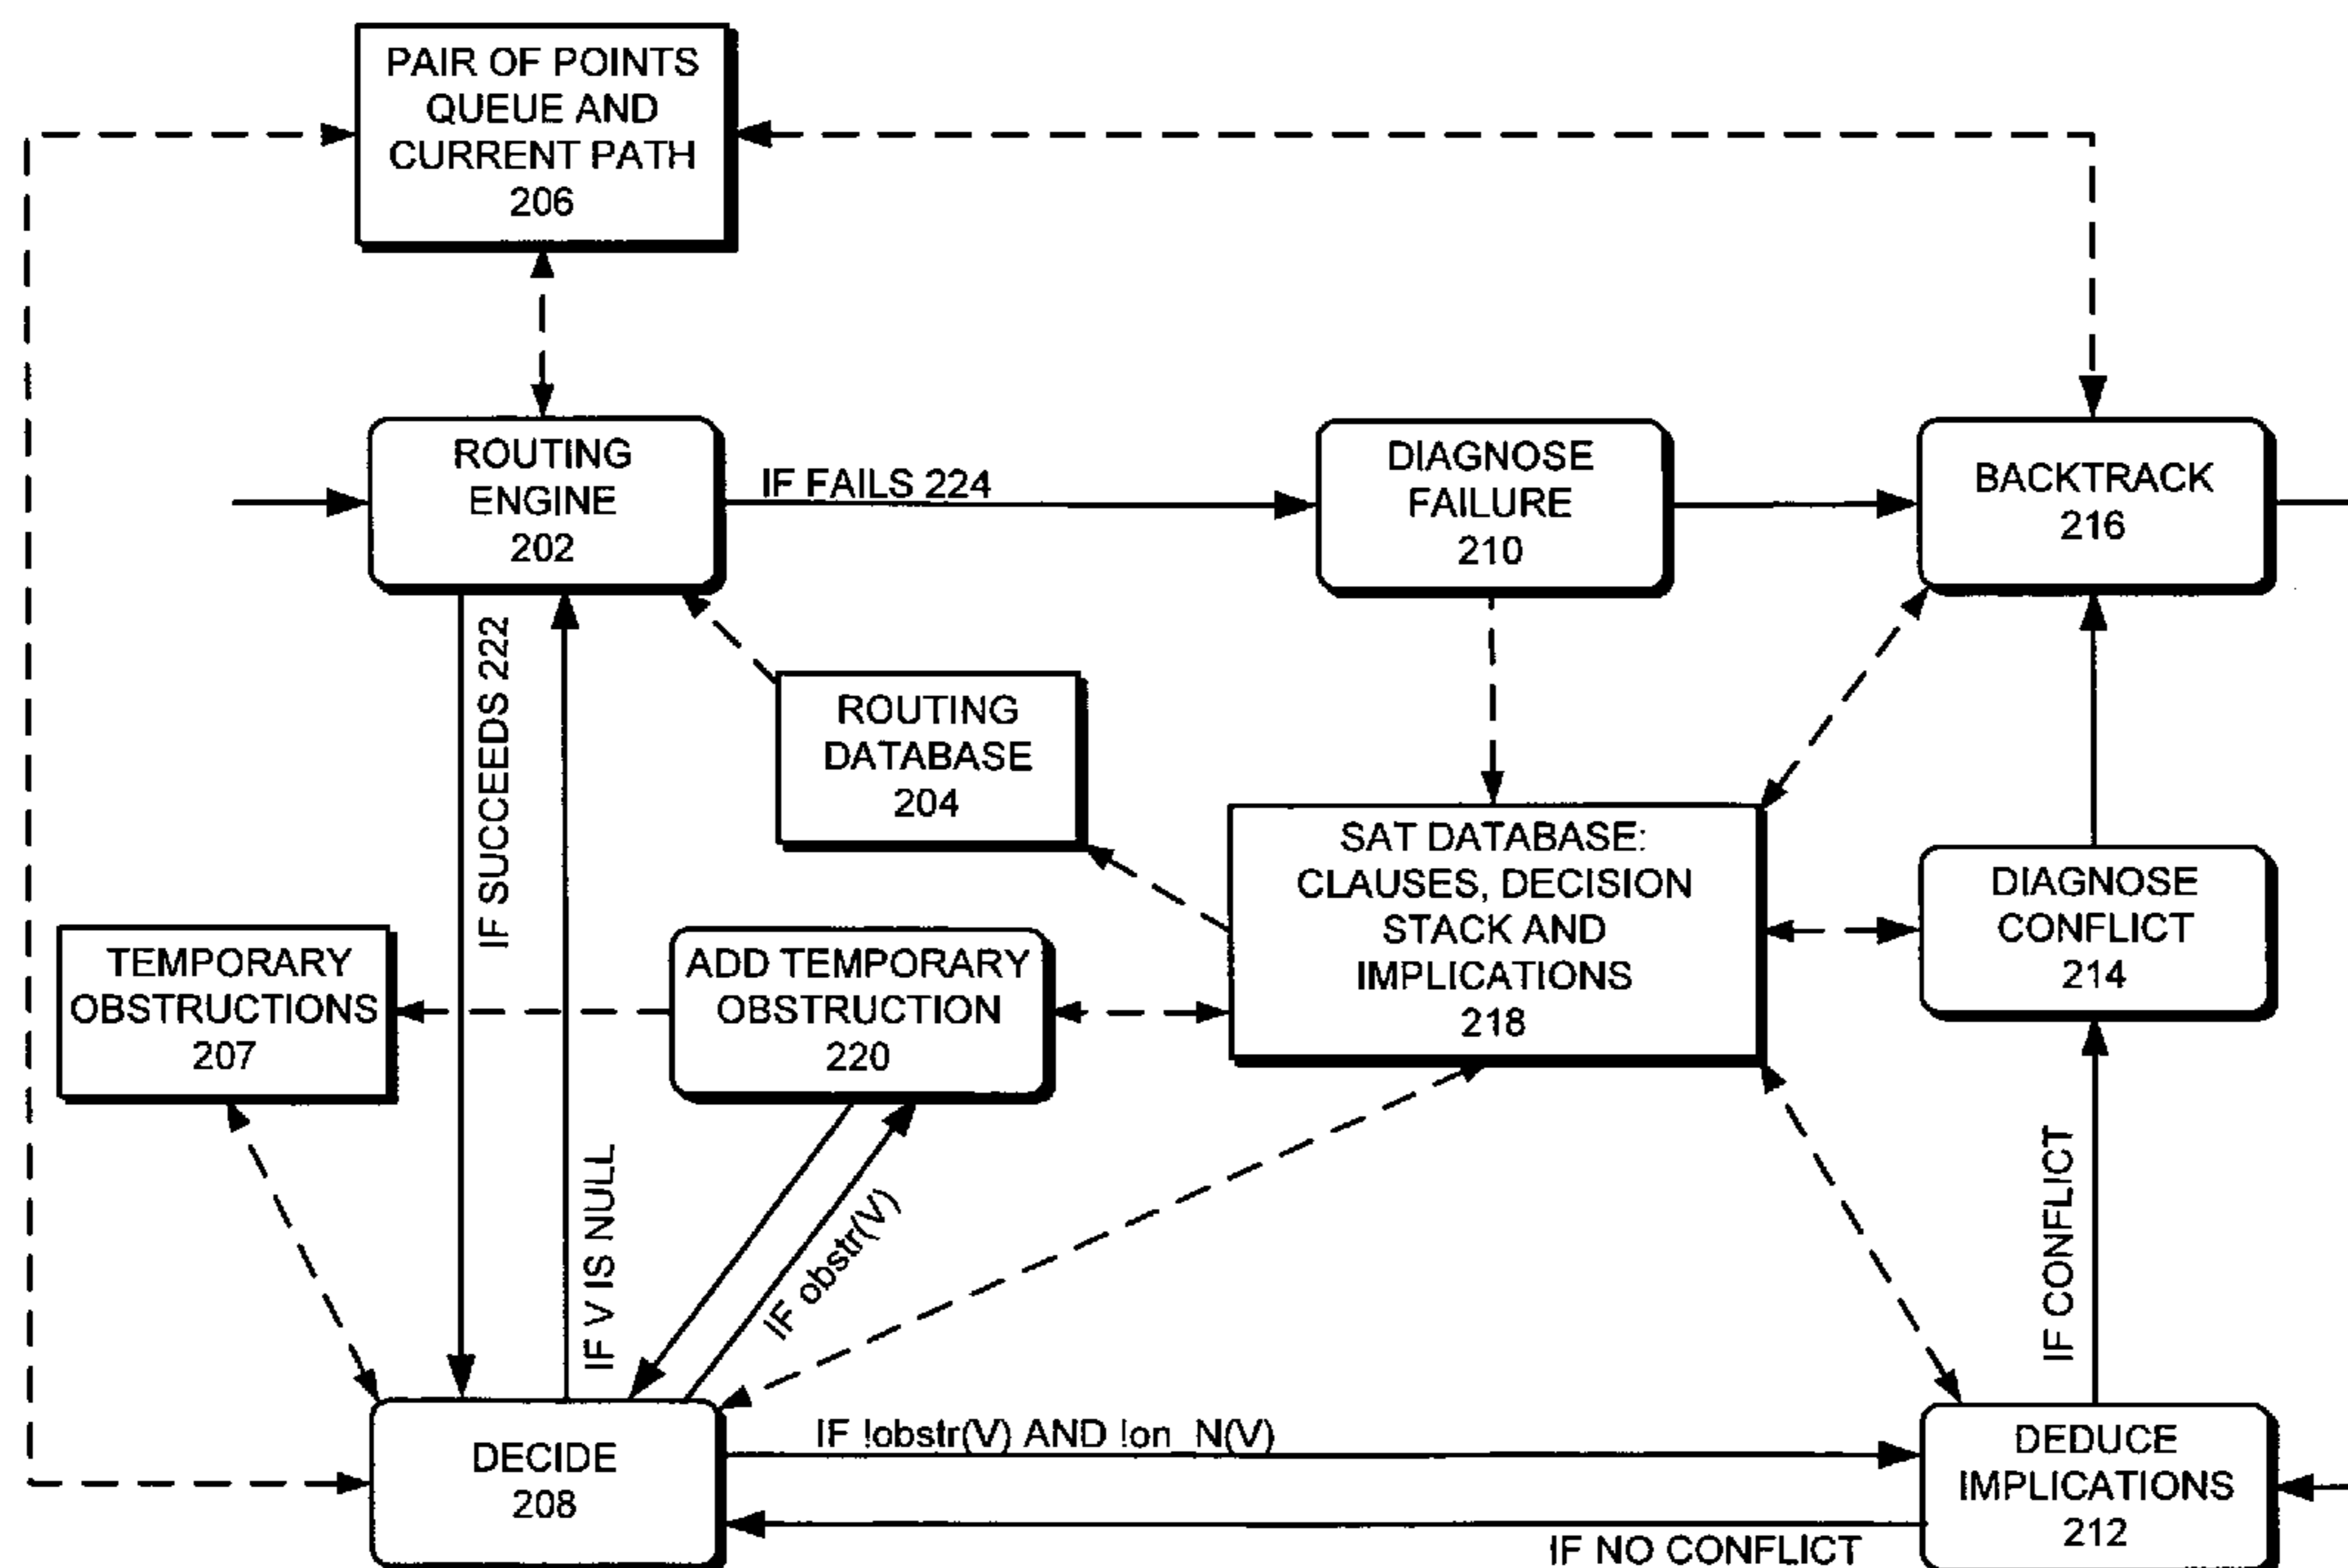 PAIR OF POINTS
QUEUE AND
CURRENT PATH
206
ROUTING
ENGINE
202
IF FAILS 224
DIAGNOSE
FAILURE
210
BACKTRACK
216
IF SUCCEEDS 222
ROUTING
DATABASE
204
SAT DATABASE:
CLAUSES, DECISION
STACK AND
IMPLICATIONS
218
DIAGNOSE
CONFLICT
214
TEMPORARY
OBSTRUCTIONS
207
ADD TEMPORARY
OBSTRUCTION
220
IF V IS NULL
IF obstr(V)
IF CONFLICT
DECIDE
208
IF !obstr(V) AND !on_N(V)
IF NO CONFLICT
DEDUCE
IMPLICATIONS
212